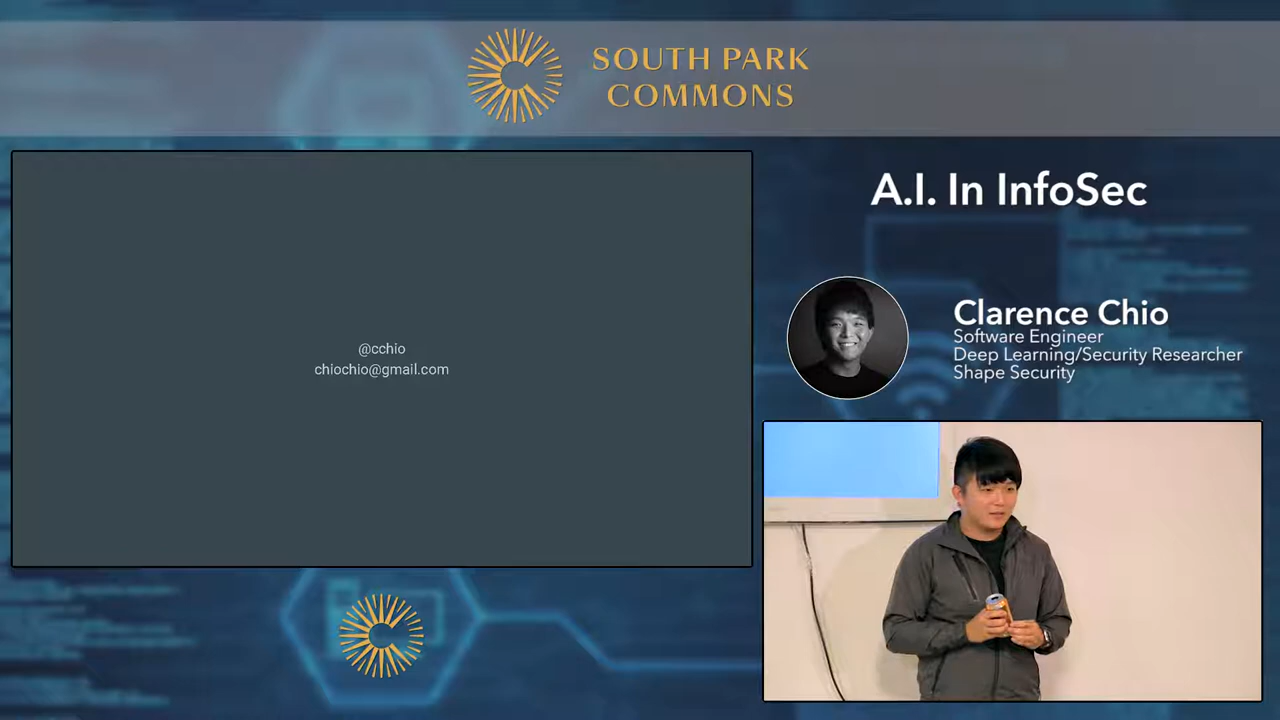 SOUTH PARK
COMMONS
@cchio
chiochio@gmail.com
A.I. In InfoSec
Clarence Chio
Software Engineer
Deep Learning/Security Researcher
Shape Security